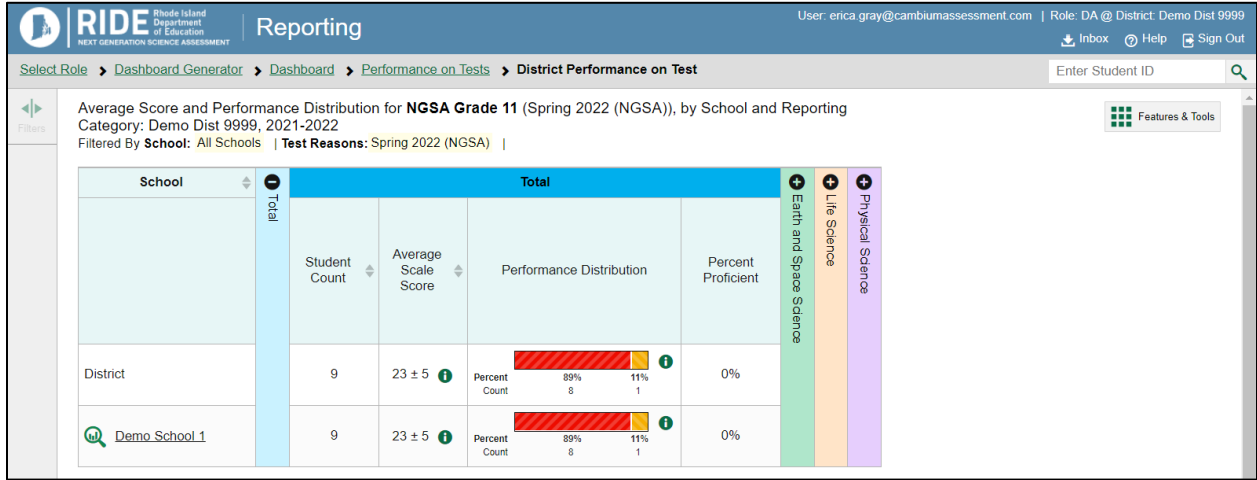 RIDE Rhode Island
Department
of Education
NEXT GENERATION SCIENCE ASSESSMENT
Reporting
User: erica.gray@cambiumassessment.com | Role: DA @ District: Demo Dist 9999
Inbox Help Sign Out
Select Role Dashboard Generator Dashboard Performance on Tests District Performance on Test
Enter Student ID
Filters
Average Score and Performance Distribution for NGSA Grade 11 (Spring 2022 (NGSA)), by School and Reporting
Category: Demo Dist 9999, 2021-2022
Filtered By School: All Schools | Test Reasons: Spring 2022 (NGSA) |
Features & Tools
School
Total
Total
Student
Count
Average
Scale
Score
Performance Distribution
Percent
Proficient
Earth and Space Science
Life Science
Physical Science
District 9 23 ± 5 0%
Percent 89% 11%
Count 8 1
Demo School 1 9 23 ± 5 0%
Percent 89% 11%
Count 8 1